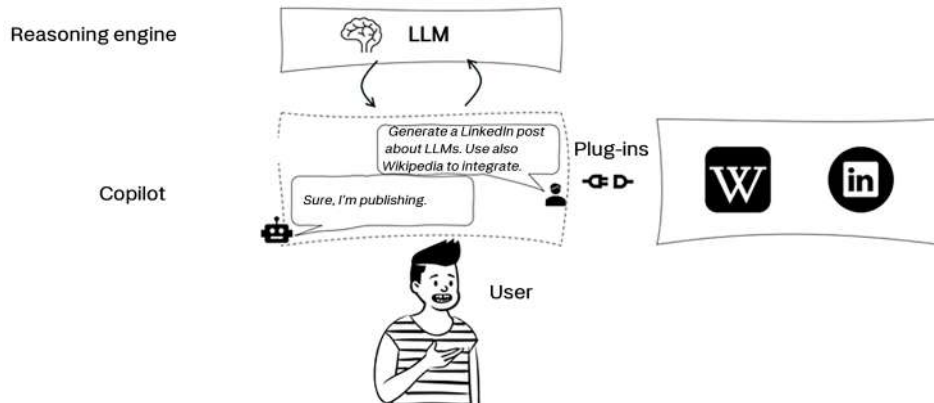 Reasoning engine
LLM
Generate a LinkedIn post
about LLMs. Use also
Wikipedia to integrate.
Plug-ins
W
in
Copilot
Sure, I'm publishing.
User